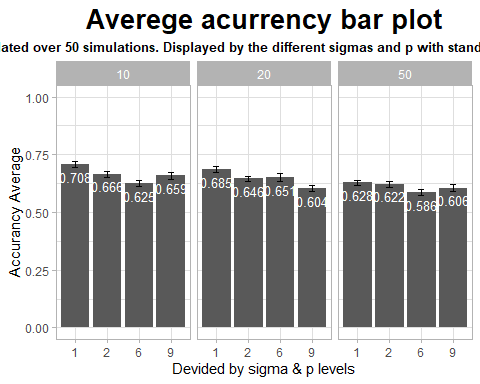 Averege acurrency bar plot
ated over 50 simulations. Displayed by the different sigmas and p with stand
10 20 50
1.00
0.75
0.50
0.25
0.00
Accurancy Average
0.708 0.666 0.625 0.659 0.685 0.646 0.651 0.604 0.628 0.622 0.586 0.606
1 2 6 9 1 2 6 9 1 2 6 9
Devided by sigma & p levels